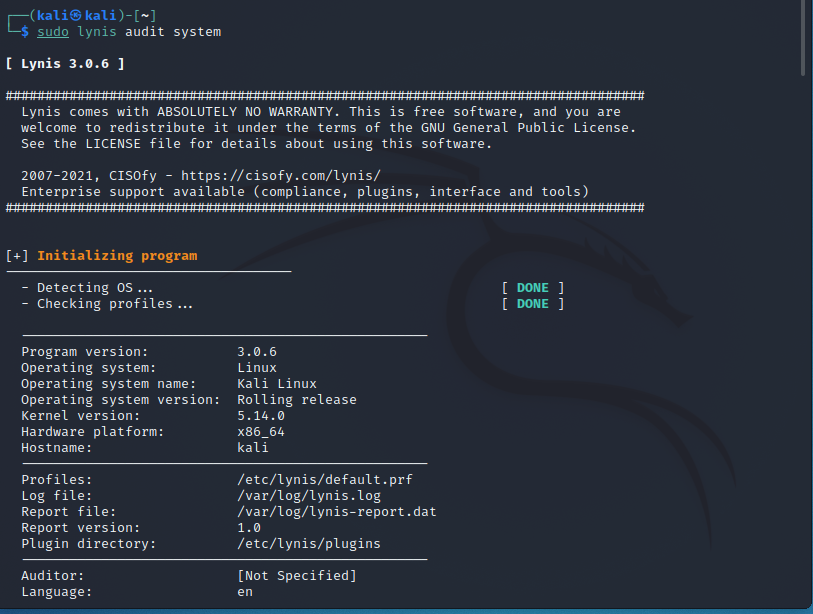 ┌──(kali㉿kali)-[~]
└─$ sudo lynis audit system
[ Lynis 3.0.6 ]
################################################################################
Lynis comes with ABSOLUTELY NO WARRANTY. This is free software, and you are
welcome to redistribute it under the terms of the GNU General Public License.
See the LICENSE file for details about using this software.
2007-2021, CISOfy - https://cisofy.com/lynis/
Enterprise support available (compliance, plugins, interface and tools)
################################################################################
[+] Initializing program
------------------------------------
- Detecting OS... [ DONE ]
- Checking profiles... [ DONE ]
---------------------------------------------------
Program version: 3.0.6
Operating system: Linux
Operating system name: Kali Linux
Operating system version: Rolling release
Kernel version: 5.14.0
Hardware platform: x86_64
Hostname: kali
---------------------------------------------------
Profiles: /etc/lynis/default.prf
Log file: /var/log/lynis.log
Report file: /var/log/lynis-report.dat
Report version: 1.0
Plugin directory: /etc/lynis/plugins
---------------------------------------------------
Auditor: [Not Specified]
Language: en